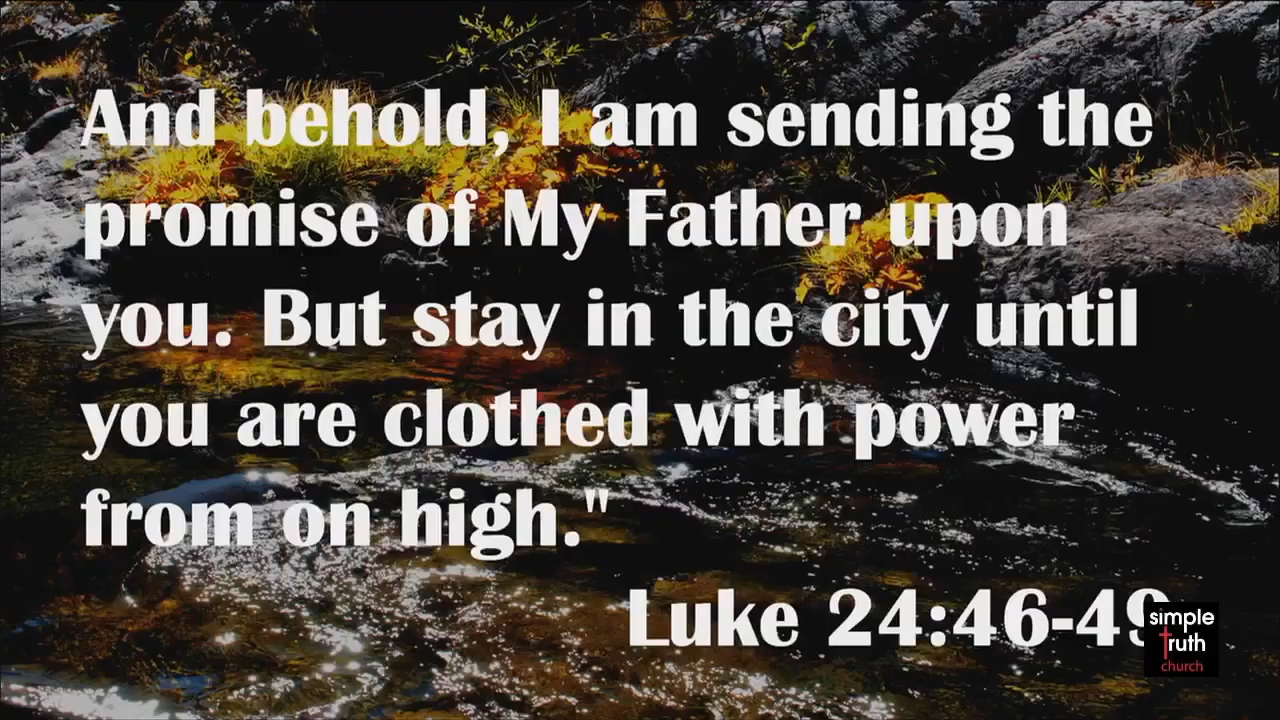 And behold, I am sending the
promise of My Father upon
you. But stay in the city until
you are clothed with power
from on high."
Luke 24:46-49
simple
truth
church